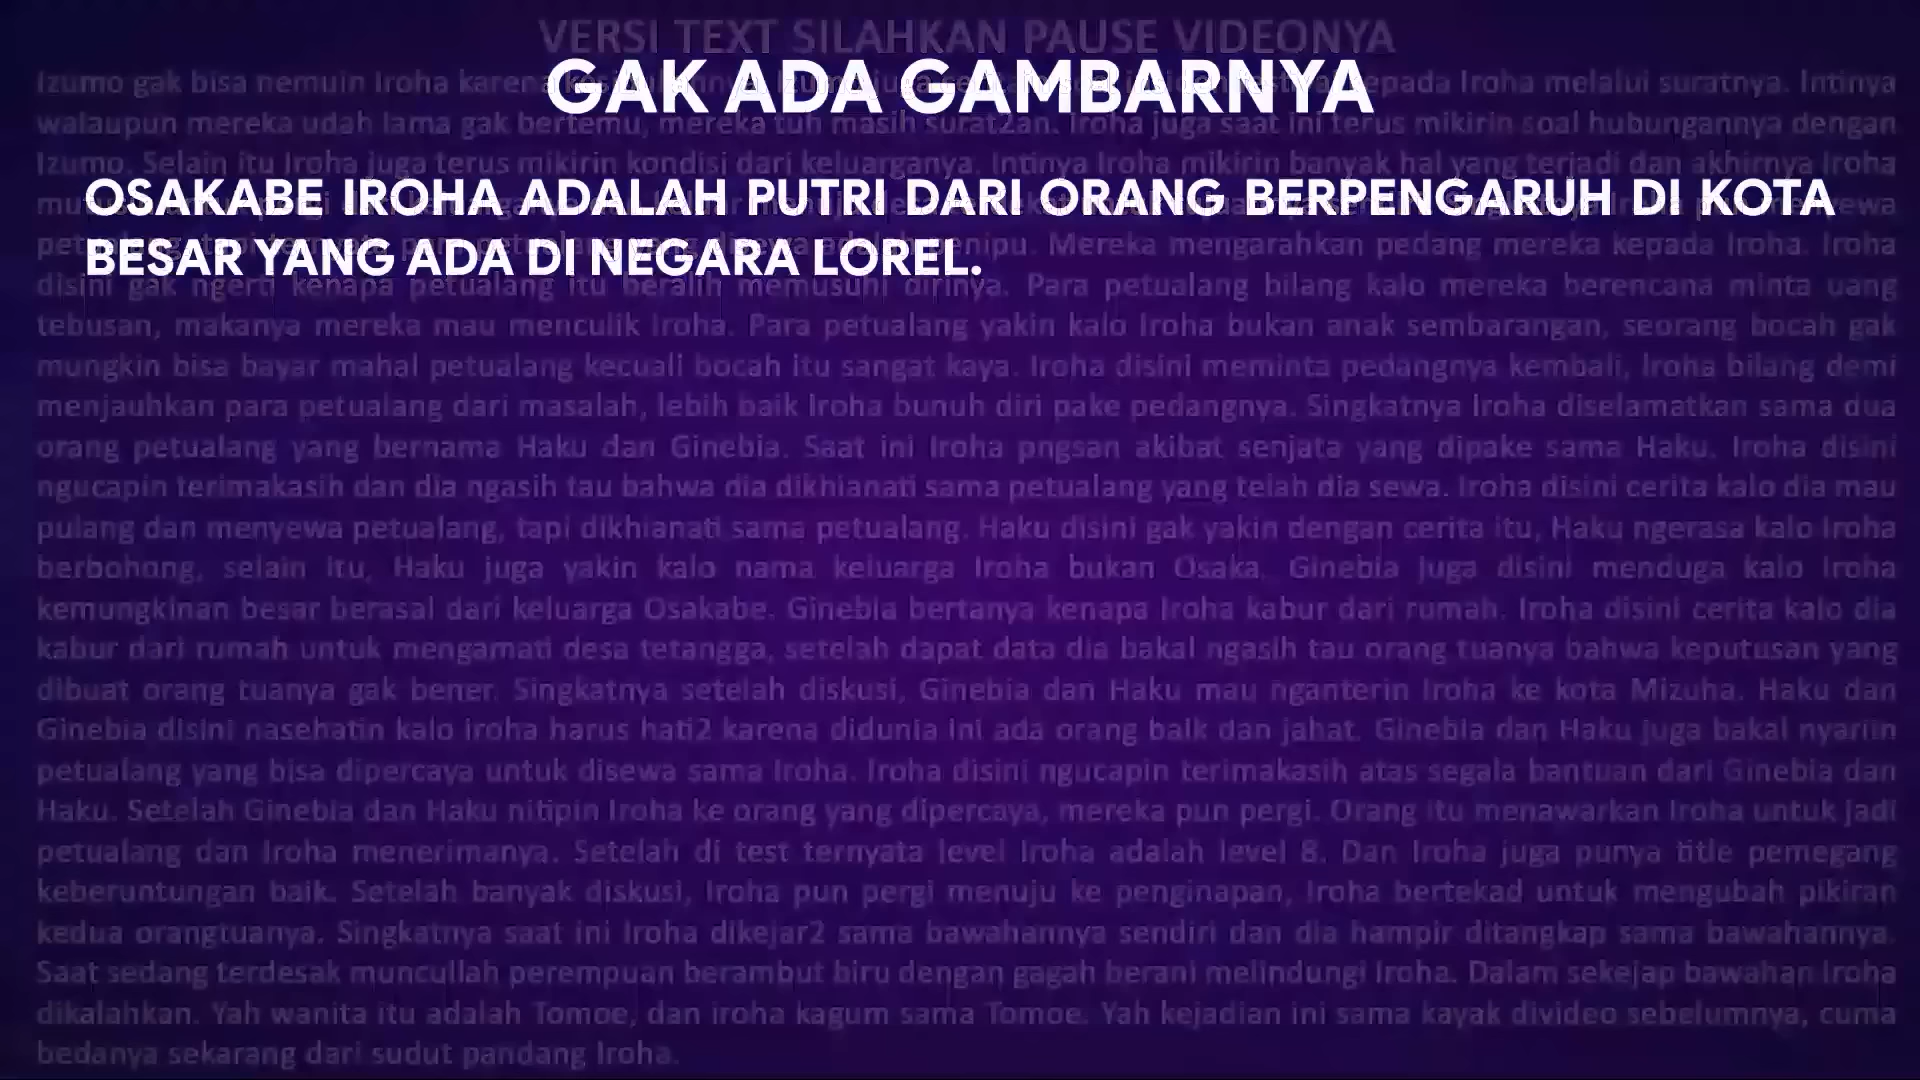 VERSI TEXT SILAHKAN PAUSE VIDEONYA
GAK ADA GAMBARNYA
Izumo gak bisa nemuin Iroha karena kepada Iroha melalui suratnya. Intinya
walaupun mereka udah lama gak bertemu, mereka tuh masih surat2an. Iroha juga saat ini terus mikirin soal hubungannya dengan
Izumo. Selain itu Iroha juga terus mikirin kondisi dari keluarganya. Intinya Iroha mikirin banyak hal yang terjadi dan akhirnya Iroha
OSAKABE IROHA ADALAH PUTRI DARI ORANG BERPENGARUH DI KOTA
BESAR YANG ADA DI NEGARA LOREL.
Mereka mengarahkan pedang mereka kepada Iroha. Iroha
disini gak ngerti kenapa petualang itu beralih memusuhi dirinya. Para petualang bilang kalo mereka berencana minta uang
tebusan, makanya mereka mau menculik Iroha. Para petualang yakin kalo Iroha bukan anak sembarangan, seorang bocah gak
mungkin bisa bayar mahal petualang kecuali bocah itu sangat kaya. Iroha disini meminta pedangnya kembali, Iroha bilang demi
menjauhkan para petualang dari masalah, lebih baik Iroha bunuh diri pake pedangnya. Singkatnya Iroha diselamatkan sama dua
orang petualang yang bernama Haku dan Ginebia. Saat ini Iroha pngsan akibat senjata yang dipake sama Haku. Iroha disini
ngucapin terimakasih dan dia ngasih tau bahwa dia dikhianati sama petualang yang telah dia sewa. Iroha disini cerita kalo dia mau
pulang dan menyewa petualang, tapi dikhianati sama petualang. Haku disini gak yakin dengan cerita itu, Haku ngerasa kalo Iroha
berbohong, selain itu, Haku juga yakin kalo nama keluarga Iroha bukan Osaka. Ginebia juga disini menduga kalo Iroha
kemungkinan besar berasal dari keluarga Osakabe. Ginebia bertanya kenapa Iroha kabur dari rumah. Iroha disini cerita kalo dia
kabur dari rumah untuk mengamati desa tetangga, setelah dapat data dia bakal ngasih tau orang tuanya bahwa keputusan yang
dibuat orang tuanya gak bener. Singkatnya setelah diskusi, Ginebia dan Haku mau nganterin Iroha ke kota Mizuha. Haku dan
Ginebia disini nasehatin kalo iroha harus hati2 karena didunia ini ada orang baik dan jahat. Ginebia dan Haku juga bakal nyariin
petualang yang bisa dipercaya untuk disewa sama Iroha. Iroha disini ngucapin terimakasih atas segala bantuan dari Ginebia dan
Haku. Setelah Ginebia dan Haku nitipin Iroha ke orang yang dipercaya, mereka pun pergi. Orang itu menawarkan Iroha untuk jadi
petualang dan Iroha menerimanya. Setelah di test ternyata level Iroha adalah level 8. Dan Iroha juga punya title pemegang
keberuntungan baik. Setelah banyak diskusi, Iroha pun pergi menuju ke penginapan, Iroha bertekad untuk mengubah pikiran
kedua orangtuanya. Singkatnya saat ini Iroha dikejar2 sama bawahannya sendiri dan dia hampir ditangkap sama bawahannya.
Saat sedang terdesak muncullah perempuan berambut biru dengan gagah berani melindungi Iroha. Dalam sekejap bawahan Iroha
dikalahkan. Yah wanita itu adalah Tomoe, dan iroha kagum sama Tomoe. Yah kejadian ini sama kayak divideo sebelumnya, cuma
bedanya sekarang dari sudut pandang Iroha.